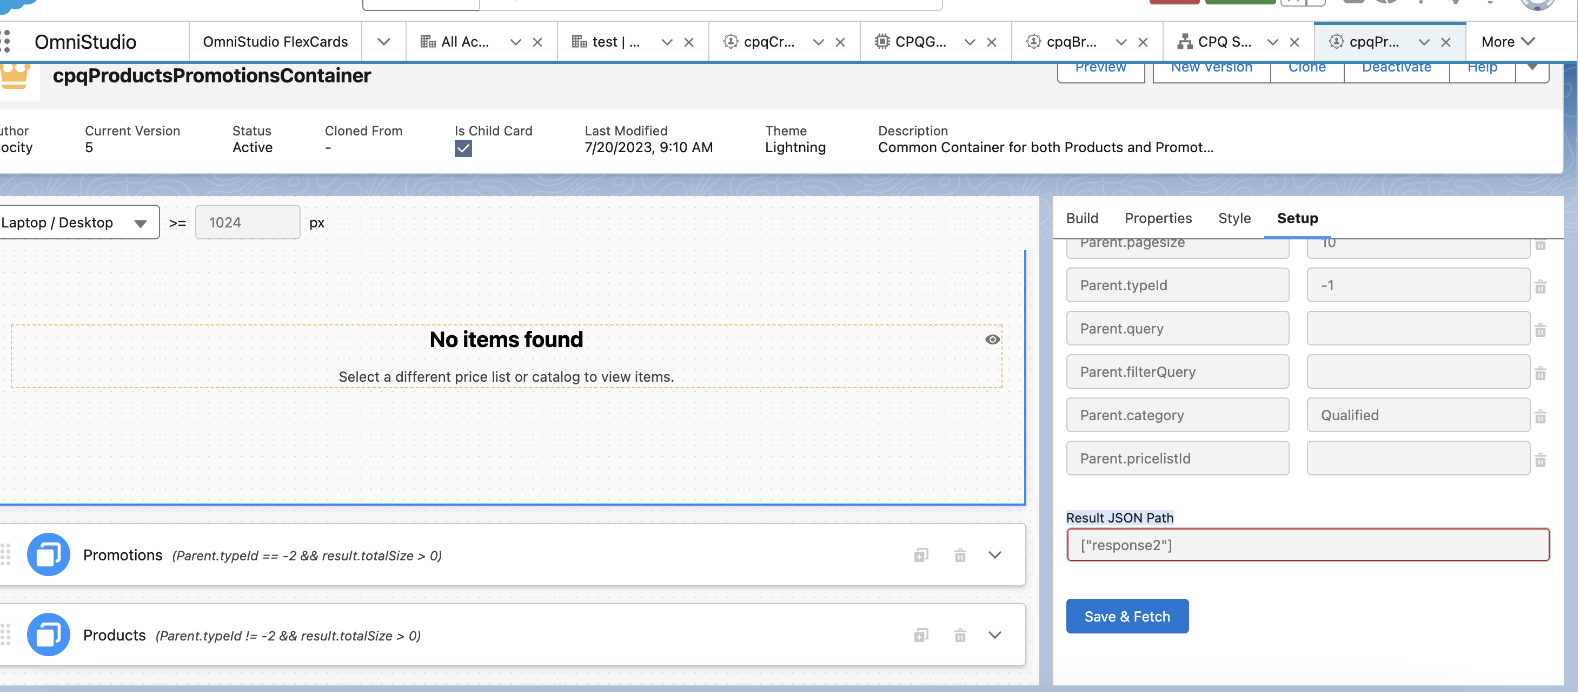 OmniStudio
OmniStudio FlexCards
All Ac...
test | ...
cpqCr...
CPQG...
cpqBr...
CPQ S...
cpqPr...
More
cpqProductsPromotionsContainer
Preview
New Version
Clone
Deactivate
Help
uthor
ocity
Current Version
5
Status
Active
Cloned From
-
Is Child Card
Last Modified
7/20/2023, 9:10 AM
Theme
Lightning
Description
Common Container for both Products and Promot...
Laptop / Desktop
>=
1024
px
Build
Properties
Style
Setup
Parent.pagesize
10
Parent.typeId
-1
Parent.query
Parent.filterQuery
Parent.category
Qualified
Parent.pricelistId
No items found
Select a different price list or catalog to view items.
Result JSON Path
["response2"]
Save & Fetch
Promotions (Parent.typeId == -2 && result.totalSize > 0)
Products (Parent.typeId != -2 && result.totalSize > 0)